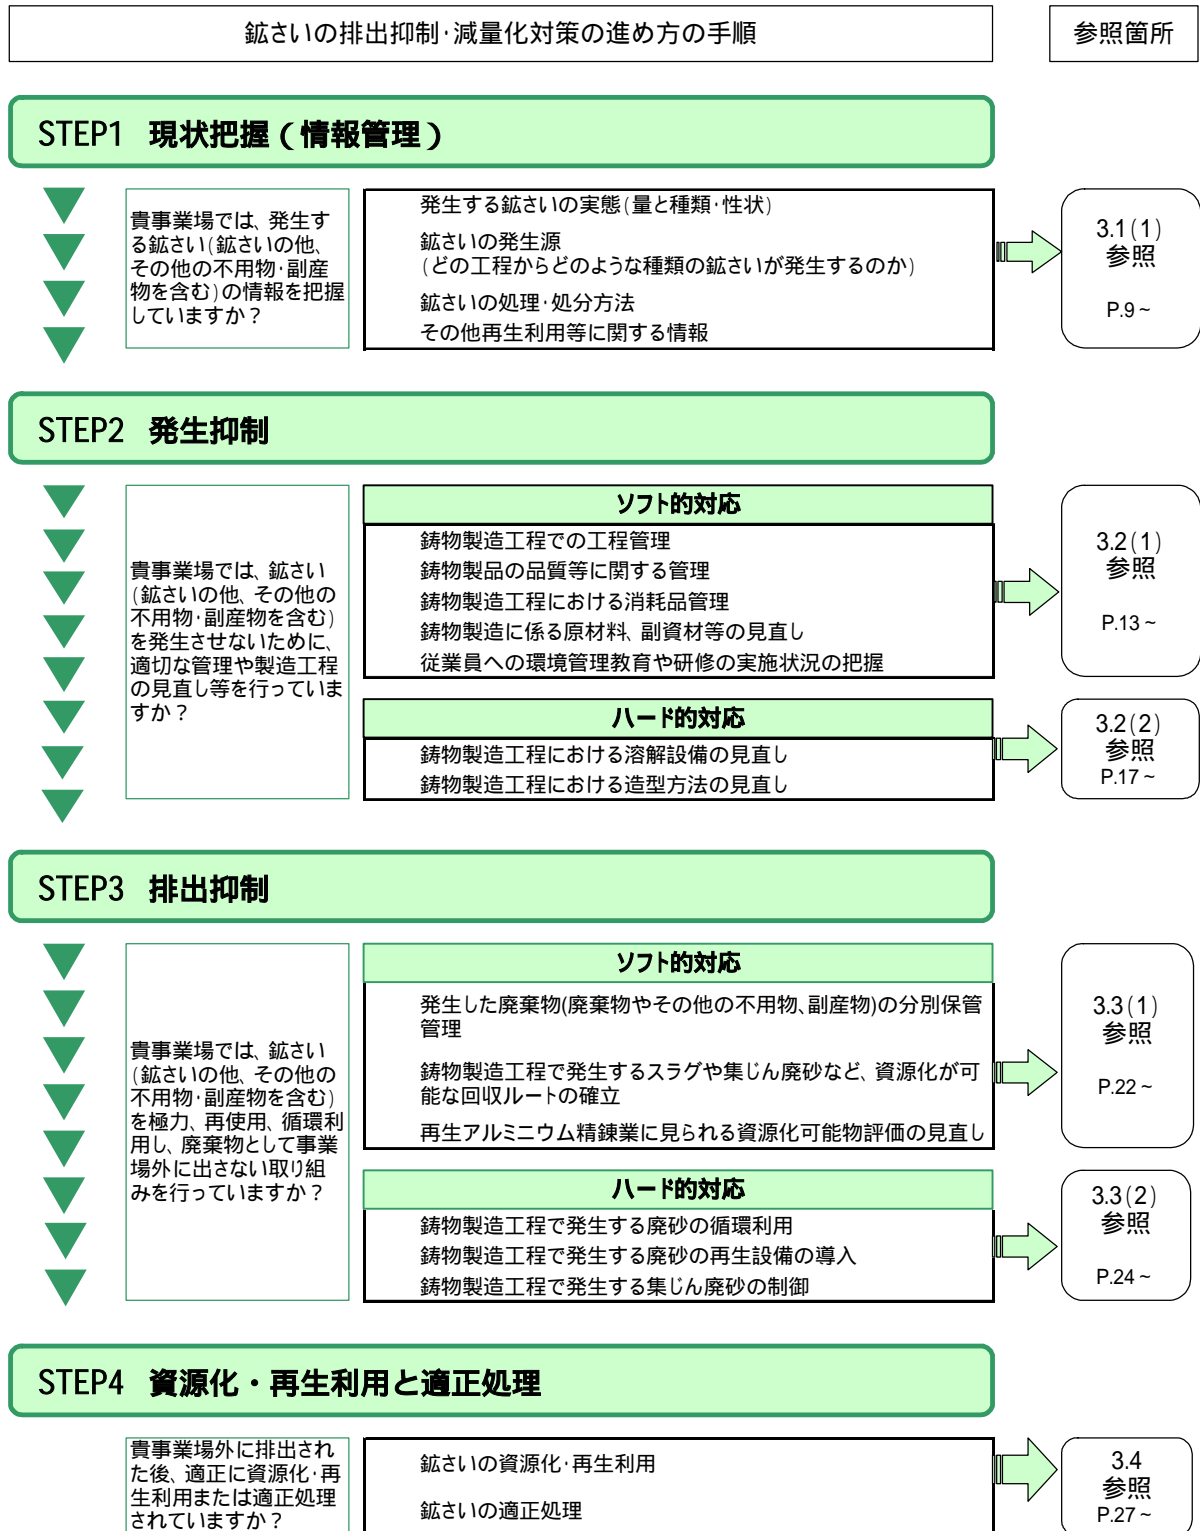 鉱さいの排出抑制･減量化対策の進め方の手順
参照箇所
STEP1 現状把握（情報管理）
貴事業場では、発生す
る鉱さい(鉱さいの他、
その他の不用物･副産
物を含む)の情報を把握
していますか？
発生する鉱さいの実態(量と種類･性状)
鉱さいの発生源
(どの工程からどのような種類の鉱さいが発生するのか)
鉱さいの処理･処分方法
その他再生利用等に関する情報
3.1(1)
参照
P.9～
STEP2 発生抑制
貴事業場では、鉱さい
(鉱さいの他、その他の
不用物･副産物を含む)
を発生させないために、
適切な管理や製造工程
の見直し等を行っていま
すか？
ソフト的対応
鋳物製造工程での工程管理
鋳物製品の品質等に関する管理
鋳物製造工程における消耗品管理
鋳物製造に係る原材料、副資材等の見直し
従業員への環境管理教育や研修の実施状況の把握
3.2(1)
参照
P.13～
ハード的対応
鋳物製造工程における溶解設備の見直し
鋳物製造工程における造型方法の見直し
3.2(2)
参照
P.17～
STEP3 排出抑制
貴事業場では、鉱さい
(鉱さいの他、その他の
不用物･副産物を含む)
を極力、再使用、循環利
用し、廃棄物として事業
場外に出さない取り組
みを行っていますか？
ソフト的対応
発生した廃棄物(廃棄物やその他の不用物、副産物)の分別保管
管理
鋳物製造工程で発生するスラグや集じん廃砂など、資源化が可
能な回収ルートの確立
再生アルミニウム精錬業に見られる資源化可能物評価の見直し
3.3(1)
参照
P.22～
ハード的対応
鋳物製造工程で発生する廃砂の循環利用
鋳物製造工程で発生する廃砂の再生設備の導入
鋳物製造工程で発生する集じん廃砂の制御
3.3(2)
参照
P.24～
STEP4 資源化・再生利用と適正処理
貴事業場外に排出され
た後、適正に資源化･再
生利用または適正処理
されていますか？
鉱さいの資源化･再生利用
鉱さいの適正処理
3.4
参照
P.27～